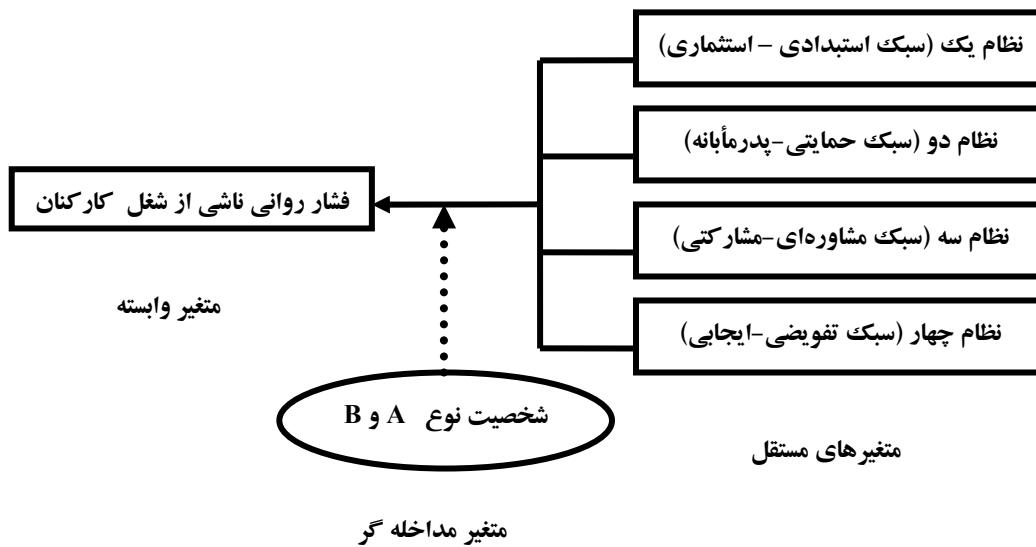 نظام یک (سبک استبدادی – استثماری)
نظام دو (سبک حمایتی-پدرمأبانه)
فشار روانی ناشی از شغل کارکنان
نظام سه (سبک مشاوره‌ای-مشارکتی)
متغیر وابسته
نظام چهار (سبک تفویضی-ایجابی)
شخصیت نوع A و B
متغیرهای مستقل
متغیر مداخله گر